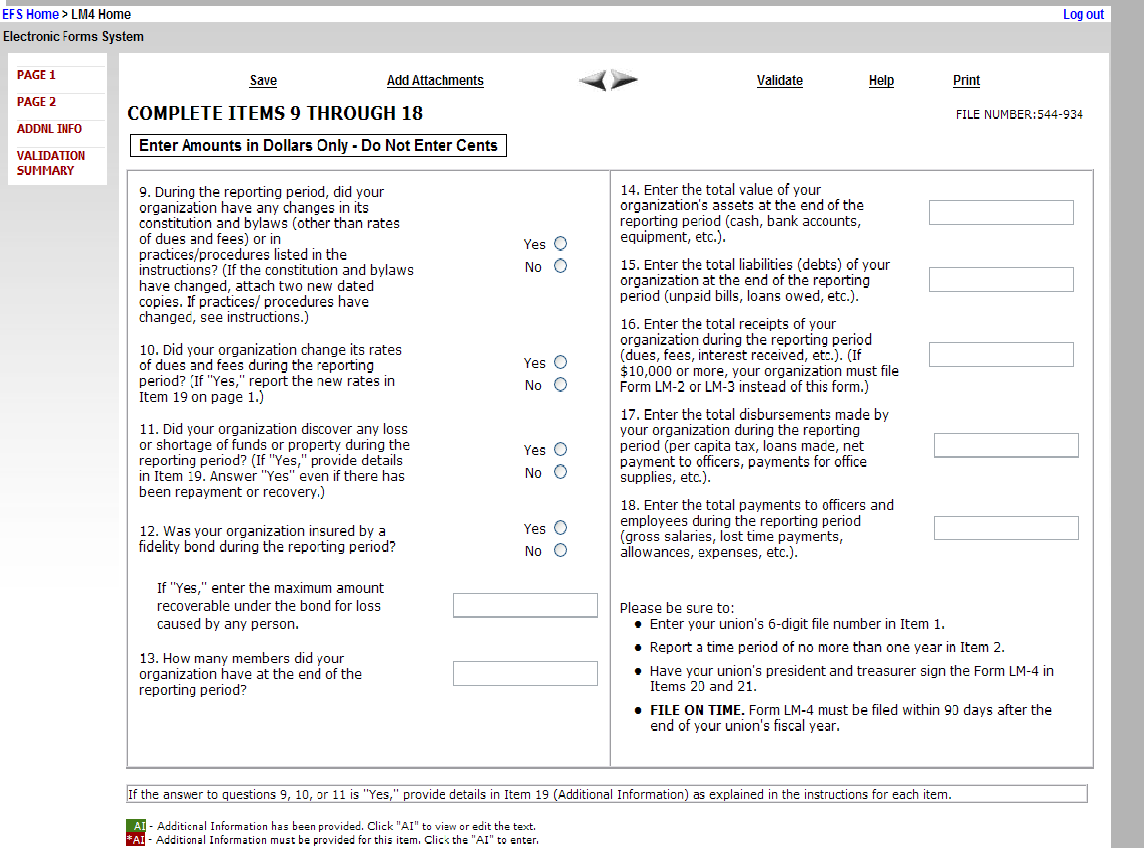 EFS Home > LM4 Home
Log out
Electronic Forms System
PAGE 1
PAGE 2
ADDNL INFO
VALIDATION
SUMMARY
Save
Add Attachments
Validate
Help
Print
COMPLETE ITEMS 9 THROUGH 18
FILE NUMBER:544-934
Enter Amounts in Dollars Only - Do Not Enter Cents
9. During the reporting period, did your
organization have any changes in its
constitution and bylaws (other than rates
of dues and fees) or in
practices/procedures listed in the
instructions? (If the constitution and bylaws
have changed, attach two new dated
copies. If practices/ procedures have
changed, see instructions.)
Yes
No
10. Did your organization change its rates
of dues and fees during the reporting
period? (If "Yes," report the new rates in
Item 19 on page 1.)
Yes
No
11. Did your organization discover any loss
or shortage of funds or property during the
reporting period? (If "Yes," provide details
in Item 19. Answer "Yes" even if there has
been repayment or recovery.)
Yes
No
12. Was your organization insured by a
fidelity bond during the reporting period?
Yes
No
If "Yes," enter the maximum amount
recoverable under the bond for loss
caused by any person.
13. How many members did your
organization have at the end of the
reporting period?
14. Enter the total value of your
organization's assets at the end of the
reporting period (cash, bank accounts,
equipment, etc.).
15. Enter the total liabilities (debts) of your
organization at the end of the reporting
period (unpaid bills, loans owed, etc.).
16. Enter the total receipts of your
organization during the reporting period
(dues, fees, interest received, etc.). (If
$10,000 or more, your organization must file
Form LM-2 or LM-3 instead of this form.)
17. Enter the total disbursements made by
your organization during the reporting
period (per capita tax, loans made, net
payment to officers, payments for office
supplies, etc.).
18. Enter the total payments to officers and
employees during the reporting period
(gross salaries, lost time payments,
allowances, expenses, etc.).
Please be sure to:
● Enter your union's 6-digit file number in Item 1.
● Report a time period of no more than one year in Item 2.
● Have your union's president and treasurer sign the Form LM-4 in
Items 20 and 21.
● FILE ON TIME. Form LM-4 must be filed within 90 days after the
end of your union's fiscal year.
If the answer to questions 9, 10, or 11 is "Yes," provide details in Item 19 (Additional Information) as explained in the instructions for each item.
AI - Additional Information has been provided. Click "AI" to view or edit the text.
*AI - Additional Information must be provided for this item. Click the "AI" to enter.